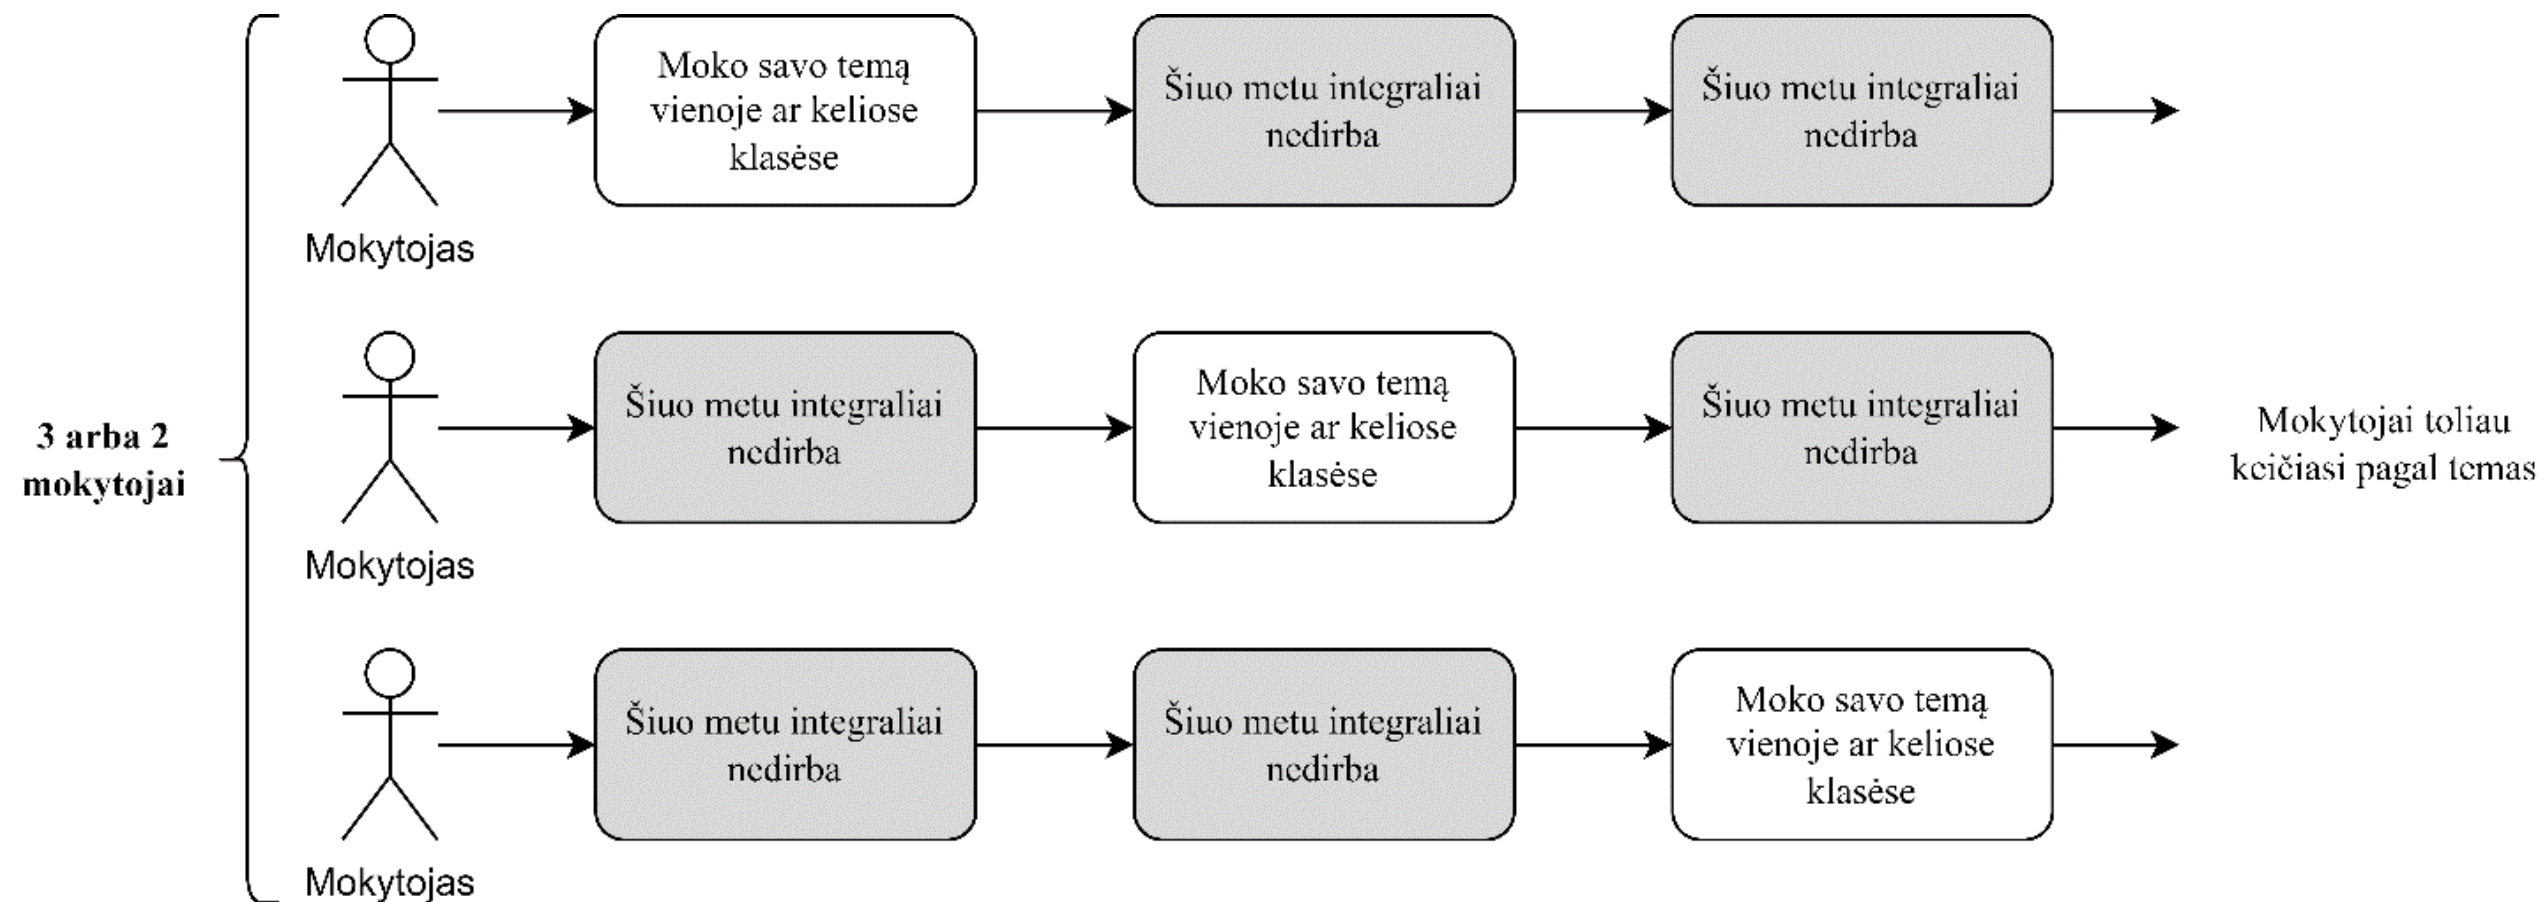 Moko savo temą
vienoje ar keliose
klasėse
Šiuo metu integraliai
nedirba
Šiuo metu integraliai
nedirba
Mokytojas
3 arba 2
mokytojai
Šiuo metu integraliai
nedirba
Moko savo temą
vienoje ar keliose
klasėse
Šiuo metu integraliai
nedirba
Mokytojai toliau
keičiasi pagal temas
Mokytojas
Šiuo metu integraliai
nedirba
Šiuo metu integraliai
nedirba
Moko savo temą
vienoje ar keliose
klasėse
Mokytojas